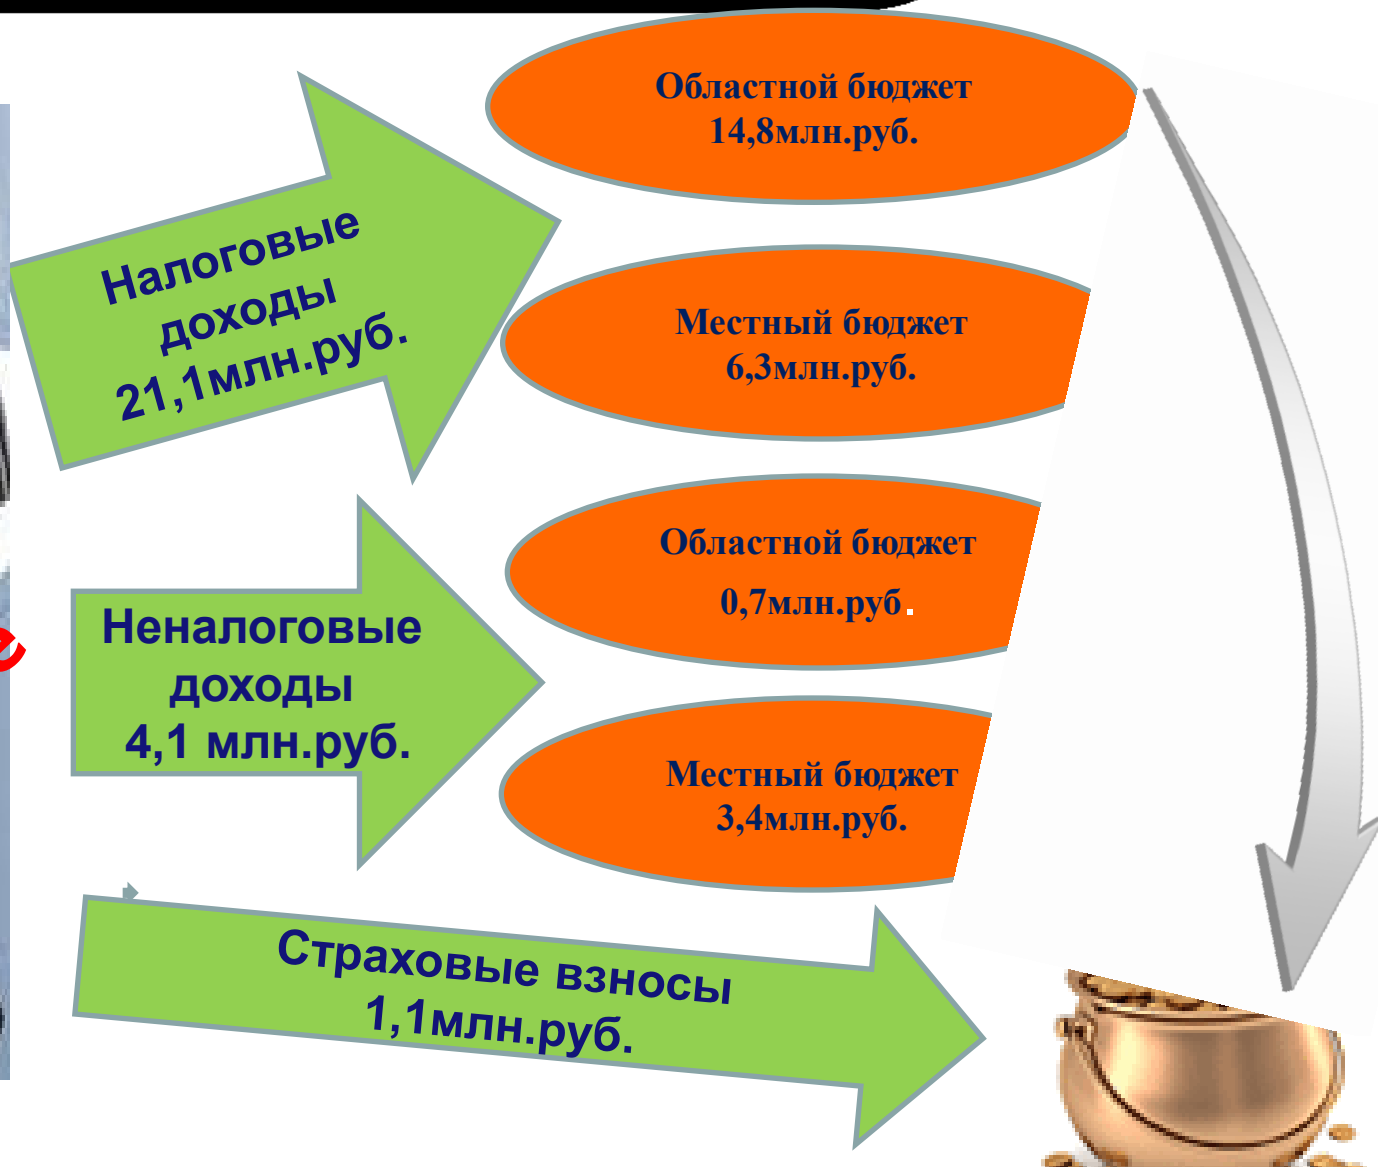 Областной бюджет
14,8млн.руб.
Налоговые
доходы
21,1млн.руб.
Местный бюджет
6,3млн.руб.
Областной бюджет
0,7млн.руб.
Неналоговые
доходы
4,1 млн.руб.
Местный бюджет
3,4млн.руб.
Страховые взносы
1,1млн.руб.